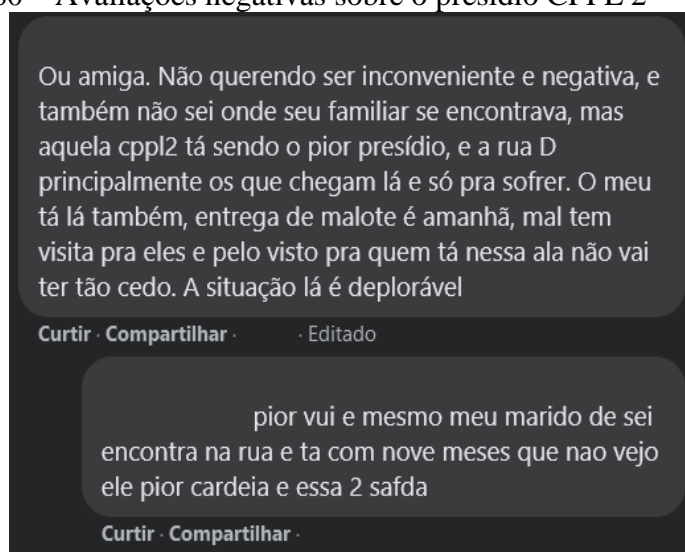 Avaliações negativas sobre o presídio CPPL 2
Ou amiga. Não querendo ser inconveniente e negativa, e
também não sei onde seu familiar se encontrava, mas
aquela cppl2 tá sendo o pior presídio, e a rua D
principalmente os que chegam lá e só pra sofrer. O meu
tá lá também, entrega de malote é amanhã, mal tem
visita pra eles e pelo visto pra quem tá nessa ala não vai
ter tão cedo. A situação lá é deplorável
Curtir · Compartilhar · · Editado
pior vui e mesmo meu marido de sei
encontra na rua e ta com nove meses que nao vejo
ele pior cardeia e essa 2 safda
Curtir · Compartilhar ·